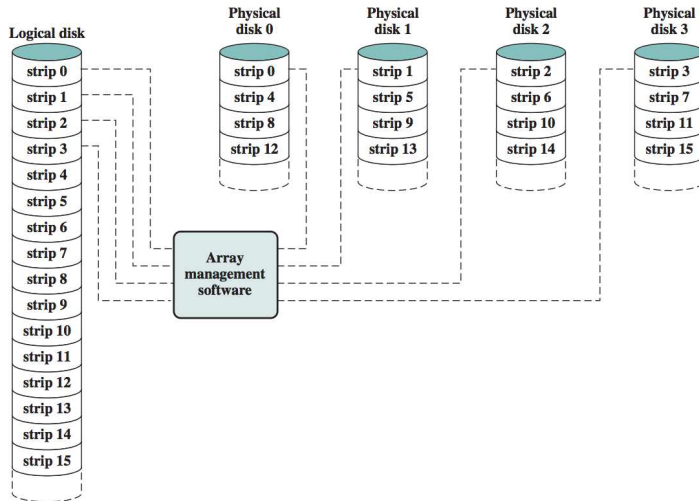 Logical disk
strip 0
strip 1
strip 2
strip 3
strip 4
strip 5
strip 6
strip 7
strip 8
strip 9
strip 10
strip 11
strip 12
strip 13
strip 14
strip 15
Physical
disk 0
strip 0
strip 4
strip 8
strip 12
Physical
disk 1
strip 1
strip 5
strip 9
strip 13
Physical
disk 2
strip 2
strip 6
strip 10
strip 14
Physical
disk 3
strip 3
strip 7
strip 11
strip 15
Array
management
software